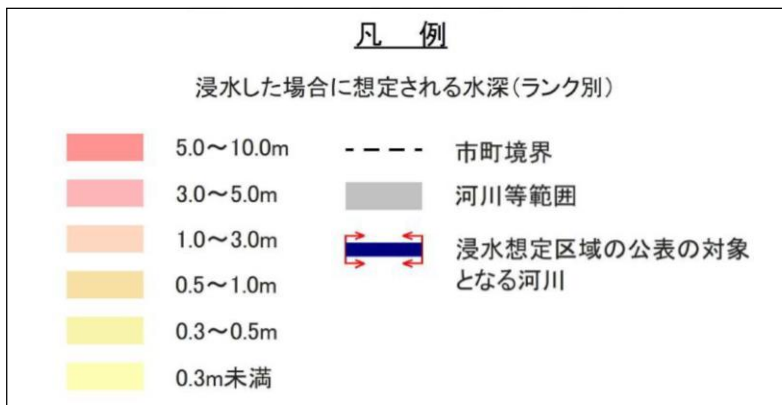 凡 例
浸水した場合に想定される水深(ランク別)
5.0～10.0m
3.0～5.0m
1.0～3.0m
0.5～1.0m
0.3～0.5m
0.3m未満
市町境界
河川等範囲
浸水想定区域の公表の対象
となる河川